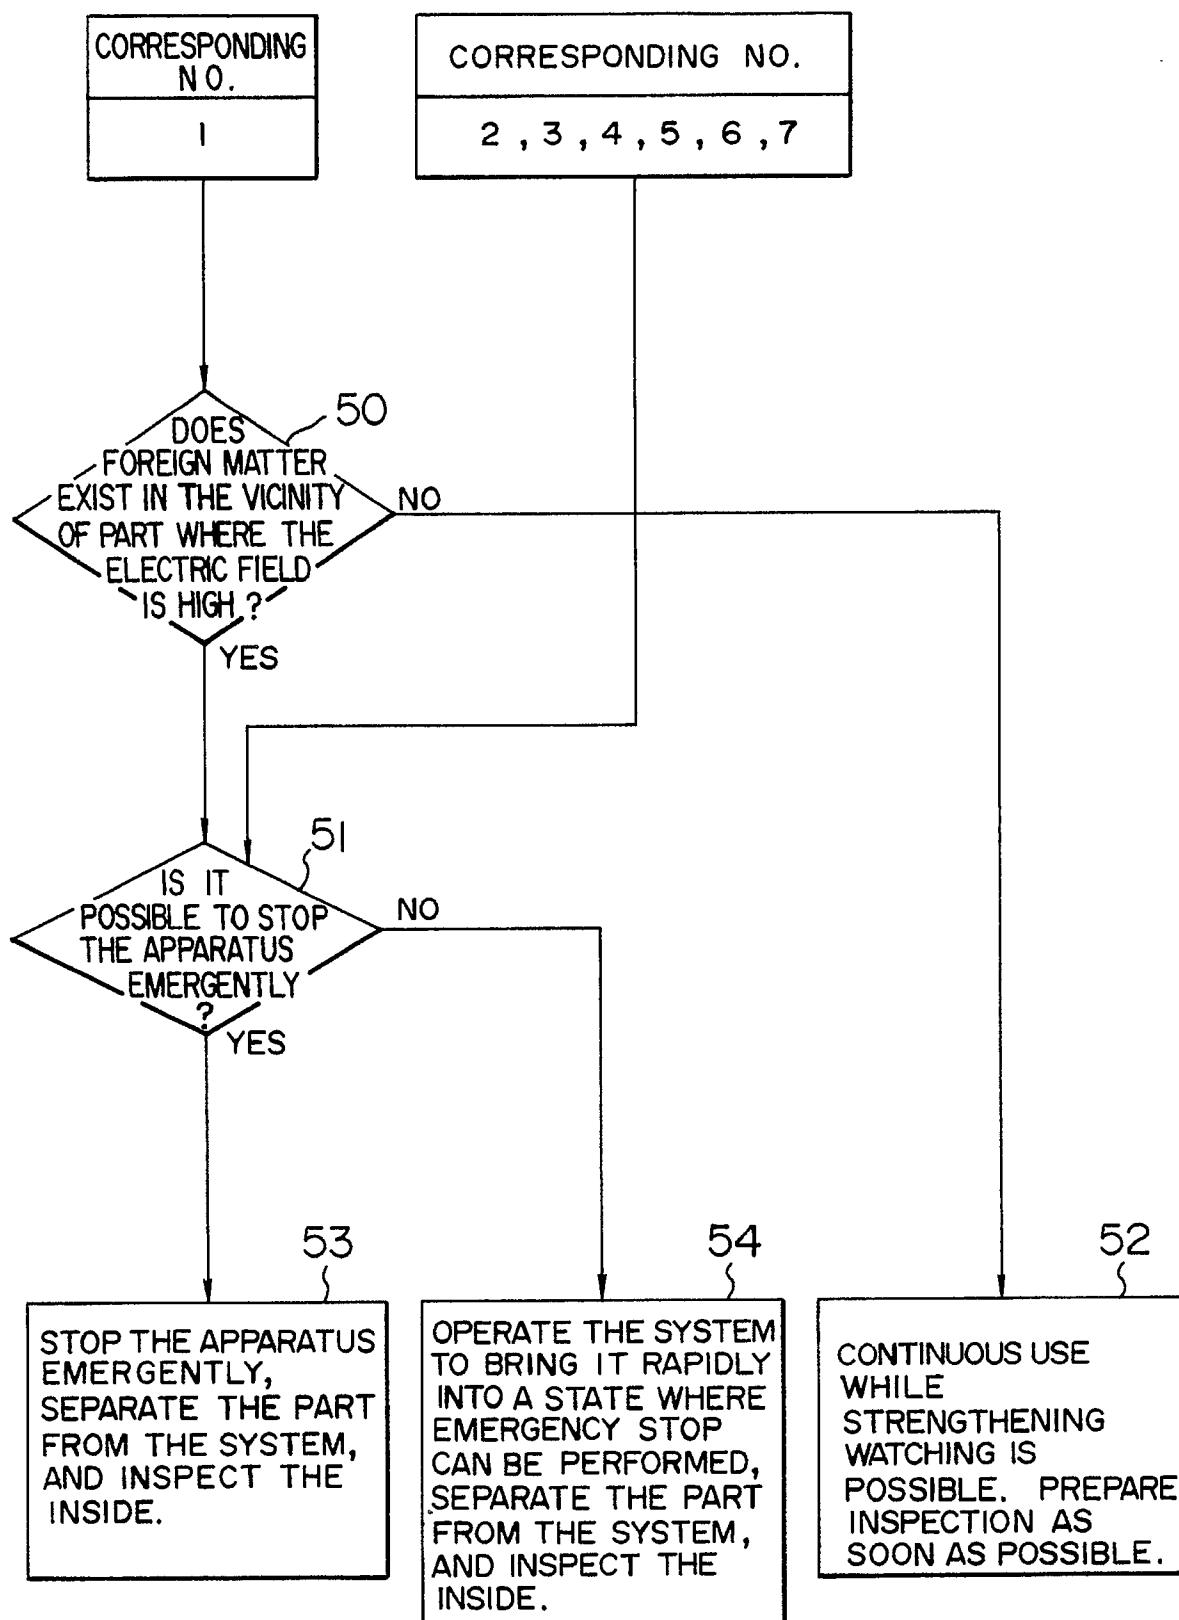 CORRESPONDING
NO.
1
CORRESPONDING NO.
2, 3, 4, 5, 6, 7
50
DOES
FOREIGN MATTER
EXIST IN THE VICINITY
OF PART WHERE THE
ELECTRIC FIELD
IS HIGH?
NO
YES
51
IS IT
POSSIBLE TO STOP
THE APPARATUS
EMERGENTLY
?
NO
YES
53
STOP THE APPARATUS
EMERGENTLY,
SEPARATE THE PART
FROM THE SYSTEM,
AND INSPECT THE
INSIDE.
54
OPERATE THE SYSTEM
TO BRING IT RAPIDLY
INTO A STATE WHERE
EMERGENCY STOP
CAN BE PERFORMED,
SEPARATE THE PART
FROM THE SYSTEM,
AND INSPECT THE
INSIDE.
52
CONTINUOUS USE
WHILE
STRENGTHENING
WATCHING IS
POSSIBLE. PREPARE
INSPECTION AS
SOON AS POSSIBLE.